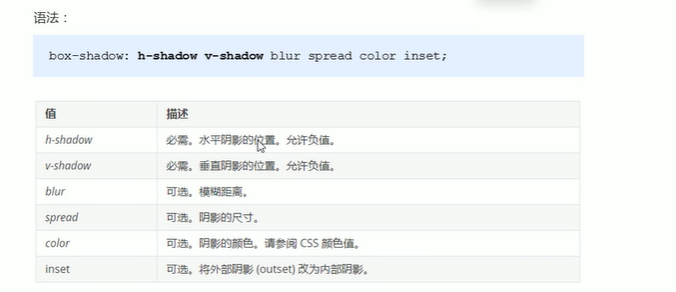 语法：
box-shadow: h-shadow v-shadow blur spread color inset;
值 描述
h-shadow 必需。水平阴影的位置。允许负值。
v-shadow 必需。垂直阴影的位置。允许负值。
blur 可选。模糊距离。
spread 可选。阴影的尺寸。
color 可选。阴影的颜色。请参阅 CSS 颜色值。
inset 可选。将外部阴影 (outset) 改为内部阴影。